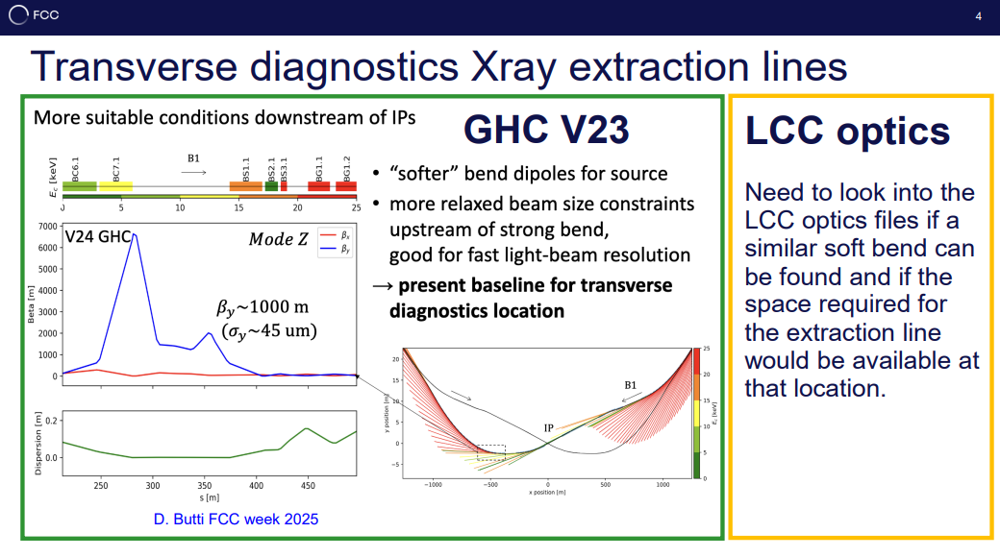 FCC
4
Transverse diagnostics Xray extraction lines
More suitable conditions downstream of IPs
BC6.1
BC7.1
B1
BS1.1
BS2.1
BS3.1
BG1.1
BG1.2
E_c [keV]
0 5 10 15 20 25
V24 GHC
Mode Z
β_x
β_y
7000
6000
5000
4000
3000
2000
1000
0
Beta [m]
β_y~1000 m
(σ_y~45 um)
0.2
0.0
Dispersion [m]
250 300 350 400 450
s [m]
D. Butti FCC week 2025
GHC V23
• “softer” bend dipoles for source
• more relaxed beam size constraints
upstream of strong bend,
good for fast light-beam resolution
→ present baseline for transverse
diagnostics location
20
15
10
5
0
−5
y position [m]
B1
IP
−1000 −500 0 500 1000
x position [m]
25
20
15
10
5
0
E_c [keV]
LCC optics
Need to look into the
LCC optics files if a
similar soft bend can
be found and if the
space required for
the extraction line
would be available at
that location.